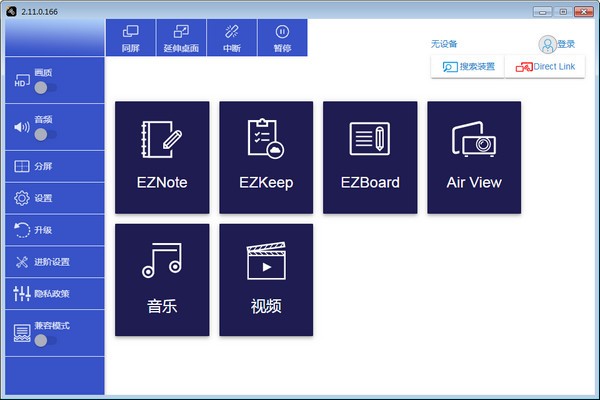 2.11.0.166
同屏
延伸桌面
中断
暂停
无设备
登录
搜索装置
Direct Link
HD
画质
音频
分屏
设置
升级
进阶设置
隐私政策
兼容模式
EZNote
EZKeep
EZBoard
Air View
音乐
视频